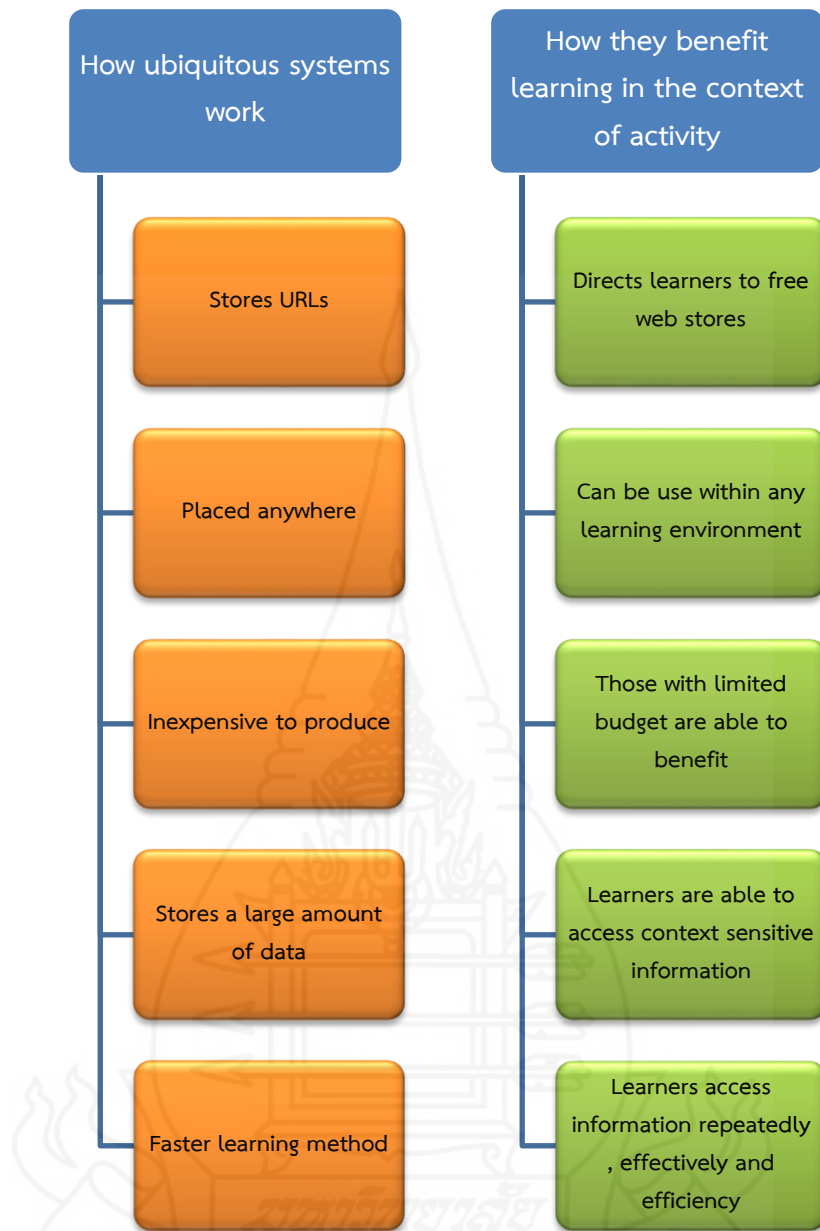 How ubiquitous systems
work
Stores URLs
Placed anywhere
Inexpensive to produce
Stores a large amount
of data
Faster learning method
How they benefit
learning in the context
of activity
Directs learners to free
web stores
Can be use within any
learning environment
Those with limited
budget are able to
benefit
Learners are able to
access context sensitive
information
Learners access
information repeatedly
, effectively and
efficiency